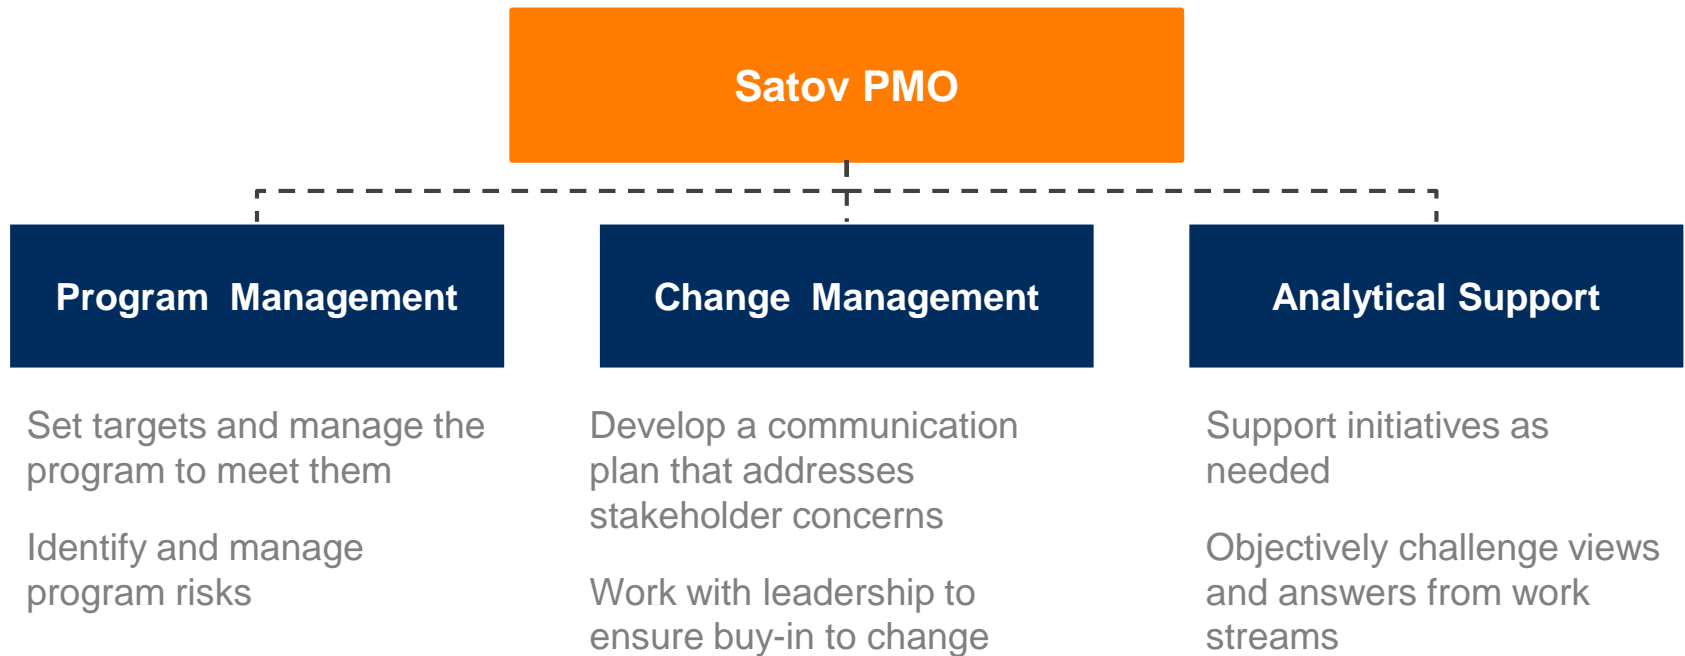 Satov PMO
Program  Management
Set targets and manage the
program to meet them
Identify and manage
program risks
Change  Management
Develop a communication
plan that addresses
stakeholder concerns
Work with leadership to
ensure buy-in to change
Analytical Support
Support initiatives as
needed
Objectively challenge views
and answers from work
streams